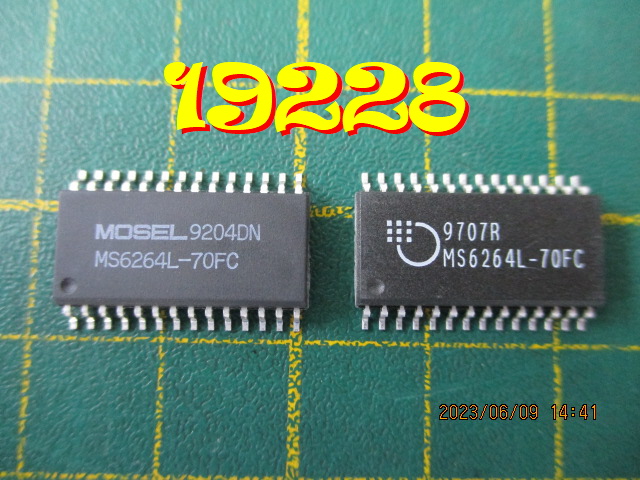 19228
MOSEL 9204DN
MS6264L-70FC
9707R
MS6264L-70FC
2023/06/09 14:41